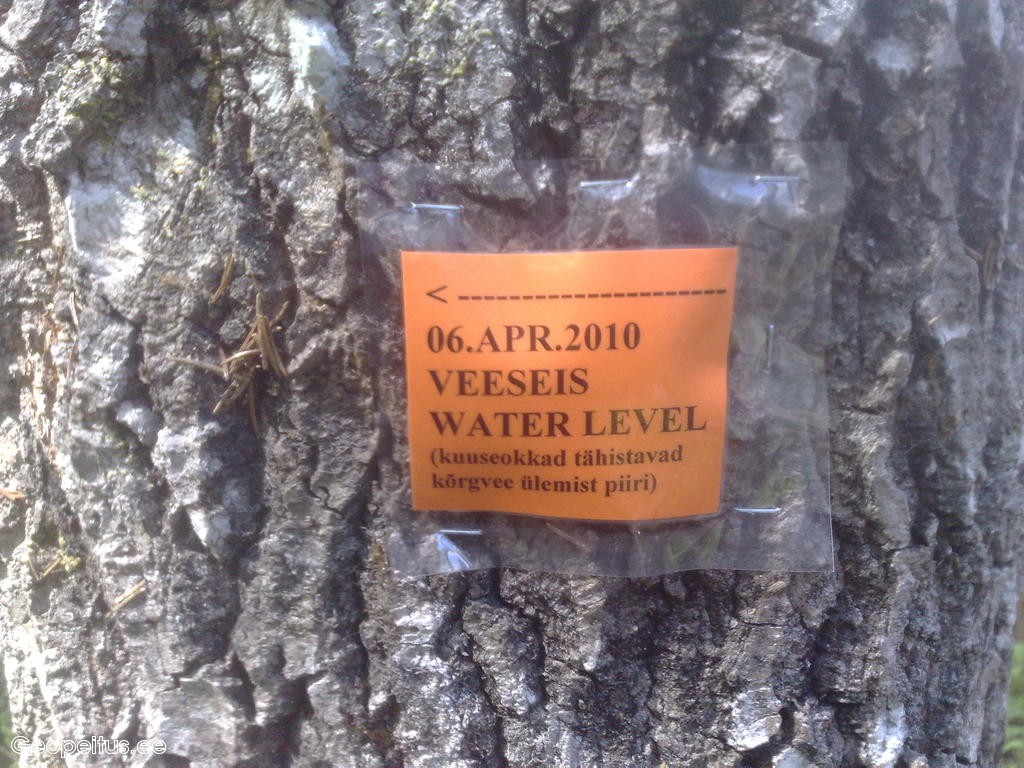 < -----------------------------
06.APR.2010
VEESEIS
WATER LEVEL
(kuuseokkad tähistavad
kõrgvee ülemist piiri)
Geopeitus.ee